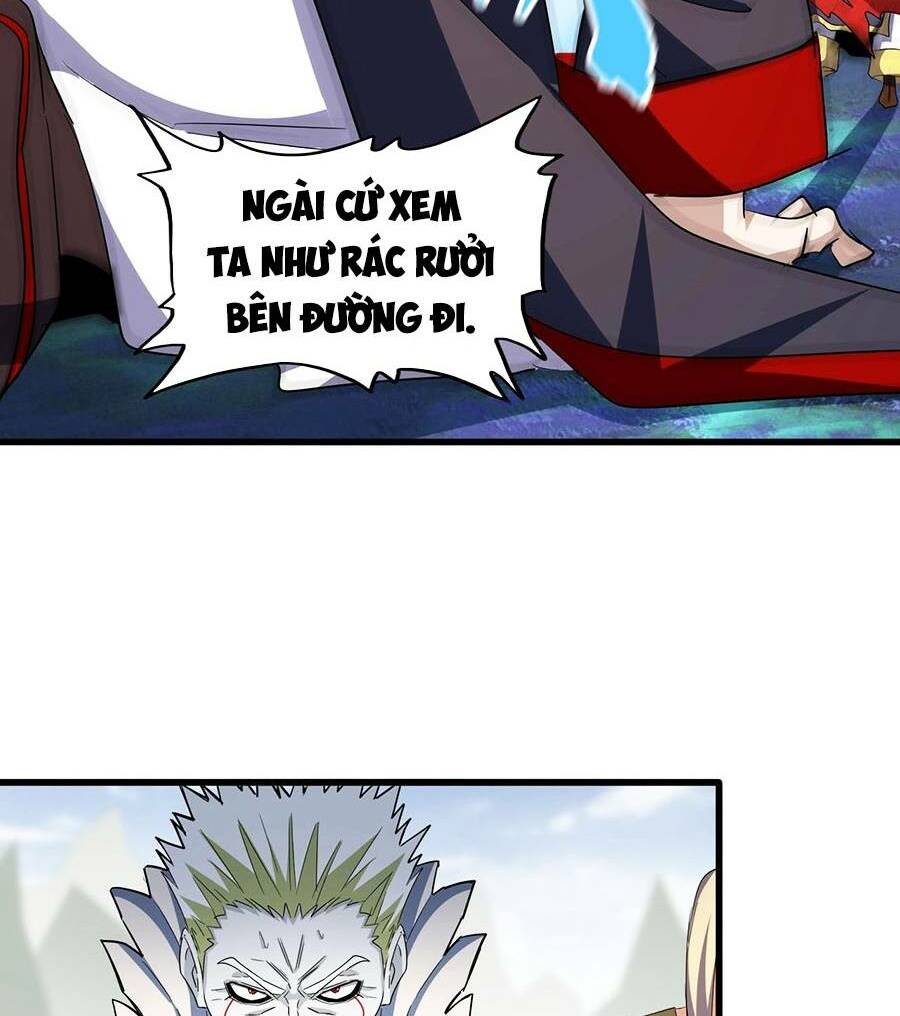 NGÀI CỨ XEM
TA NHƯ RÁC RƯỞI
BÊN ĐƯỜNG ĐI.